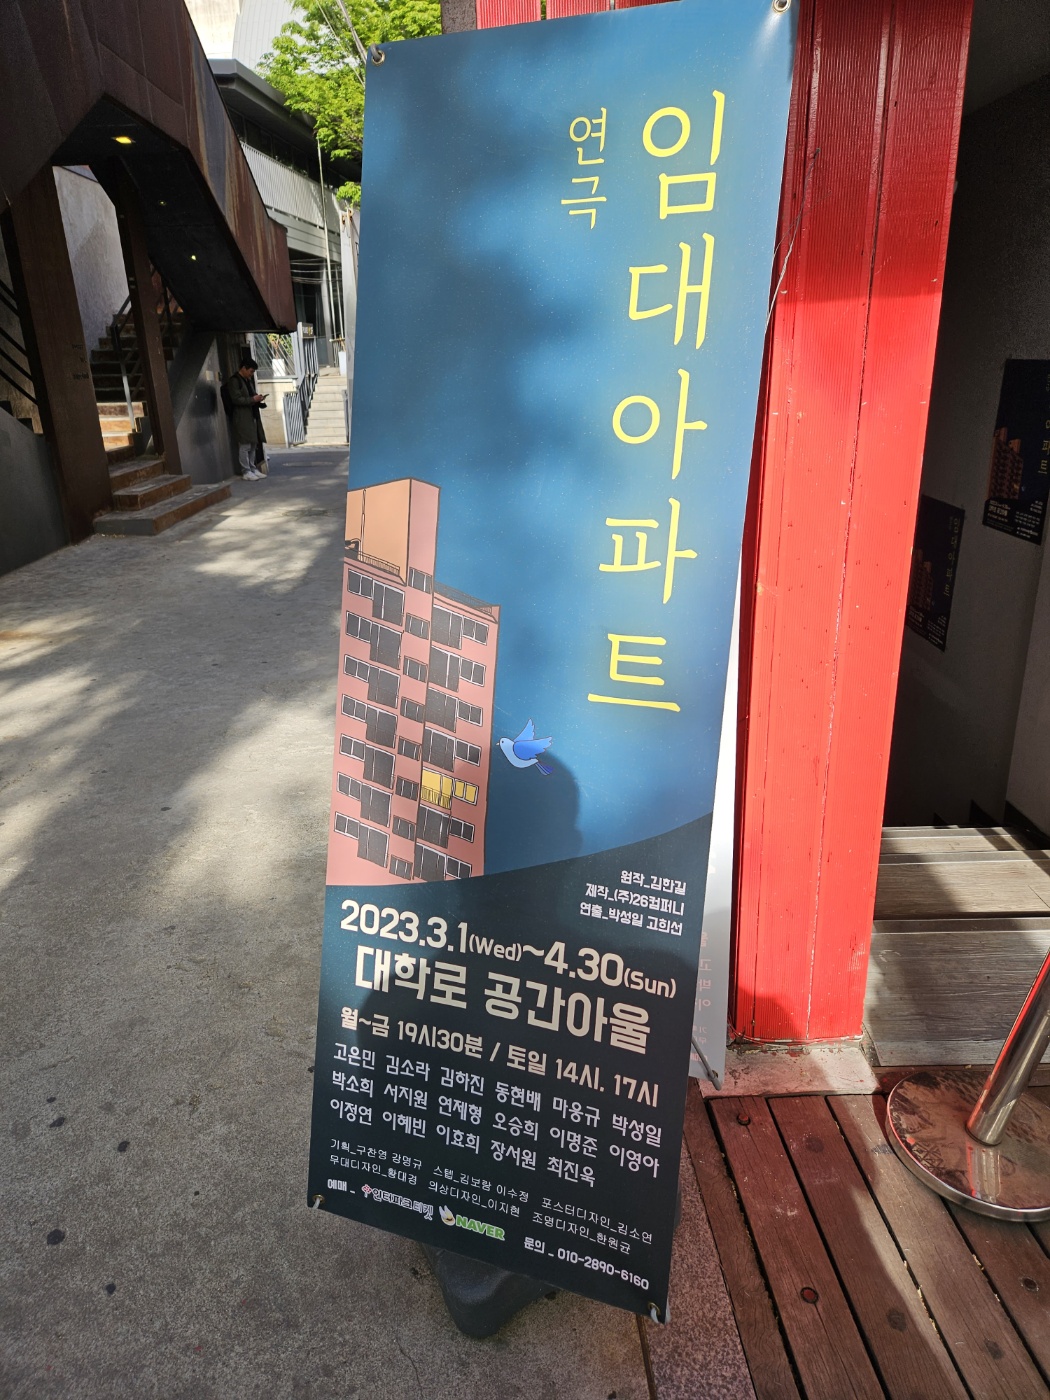 연극
임대아파트
원작_김한길
제작_(주)26컴퍼니
연출_박성일 고희선
2023.3.1(Wed)~4.30(Sun)
대학로 공간아울
월~금 19시30분 / 토일 14시. 17시
고은민 김소라 김하진 동현배 마웅규 박성일
박소희 서지원 연제형 오승희 이명준 이영아
이정연 이혜빈 이효희 장서원 최진욱
기획_구찬영 강명규 스텝_김보랑 이수정 포스터디자인_김소연
무대디자인_황대경 의상디자인_이지현 조명디자인_한원균
예매_ 인터파크티켓 NAVER 문의_010-2890-6160